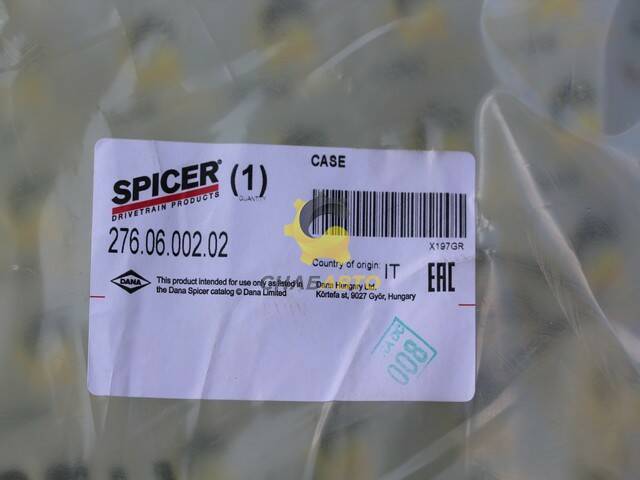 SPICER®
DRIVETRAIN PRODUCTS
(1)
QUANTITY
CASE
276.06.002.02
X197GR
Country of origin: IT
СНАБАВТО
EAC
DANA
This product intended for use only as listed in
the Dana Spicer catalog © Dana Limited
Dana Hungary Ltd.
Körtefa st, 9027 Győr, Hungary
008